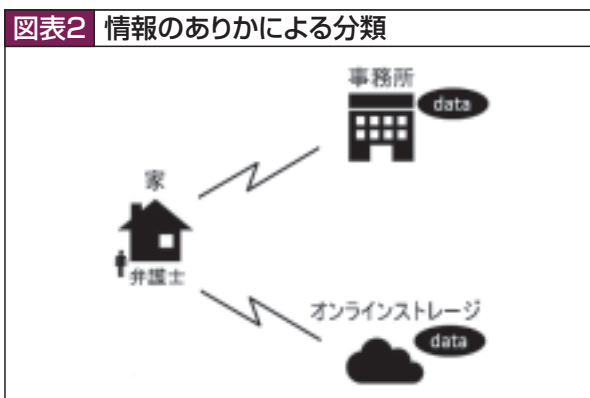 図表2 情報のありかによる分類
事務所
data
家
弁護士
オンラインストレージ
data